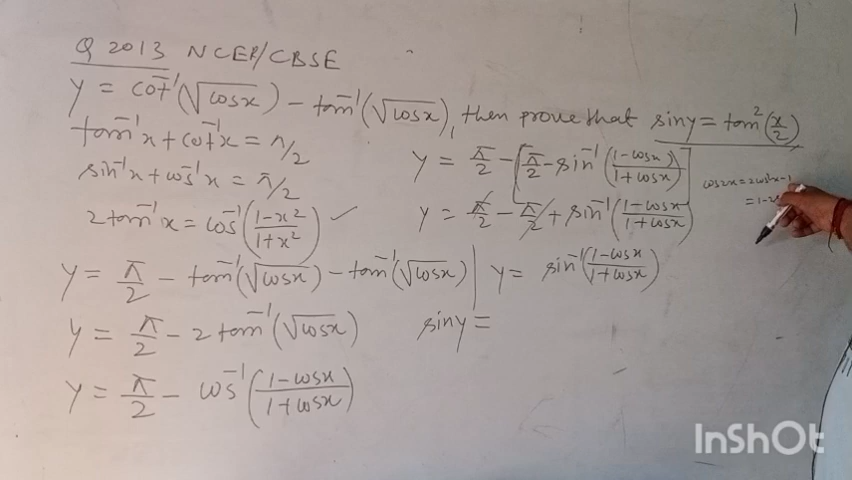 Q 2013 NCER/CBSE
y = cot⁻¹(√cosx) − tan⁻¹(√cosx), then prove that siny = tan²(x/2)
tan⁻¹x + cot⁻¹x = π/2
sin⁻¹x + cos⁻¹x = π/2
2tan⁻¹x = cos⁻¹((1−x²)/(1+x²)) ✓
y = π/2 − tan⁻¹(√cosx) − tan⁻¹(√cosx)
y = π/2 − 2tan⁻¹(√cosx)
y = π/2 − cos⁻¹((1−cosx)/(1+cosx))
y = π/2 − [π/2 − sin⁻¹((1−cosx)/(1+cosx))]
y = π/2 − π/2 + sin⁻¹((1−cosx)/(1+cosx))
y = sin⁻¹((1−cosx)/(1+cosx))
siny =
cos2x = 2cos²x−1
= 1−2
InShOt